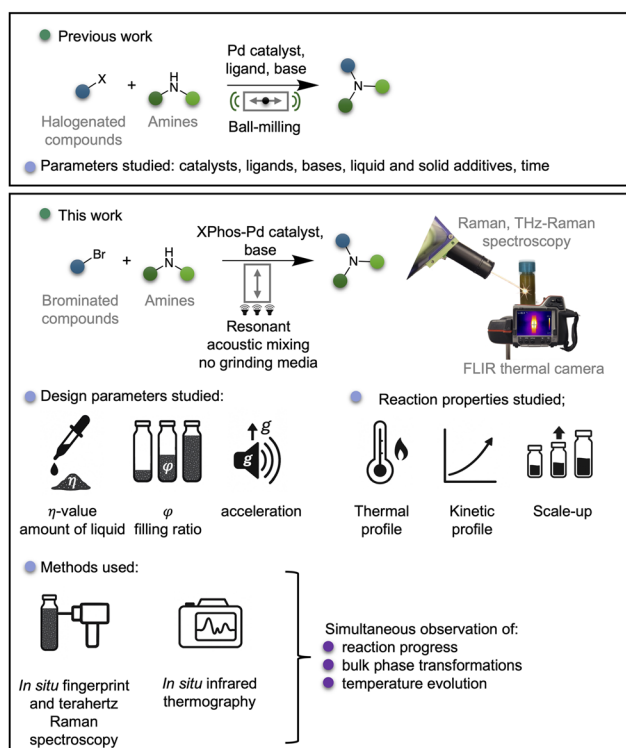 Previous work
X
+
H
N
Pd catalyst,
ligand, base
N
Halogenated
compounds
Amines
Ball-milling
Parameters studied: catalysts, ligands, bases, liquid and solid additives, time
This work
Br
+
H
N
XPhos-Pd catalyst,
base
N
Raman, THz-Raman
spectroscopy
Brominated
compounds
Amines
Resonant
acoustic mixing
no grinding media
FLIR thermal camera
Design parameters studied:
Reaction properties studied;
η
φ
g
g
η-value
amount of liquid
φ
filling ratio
acceleration
Thermal
profile
Kinetic
profile
Scale-up
Methods used:
In situ fingerprint
and terahertz
Raman
spectroscopy
In situ infrared
thermography
Simultaneous observation of:
reaction progress
bulk phase transformations
temperature evolution